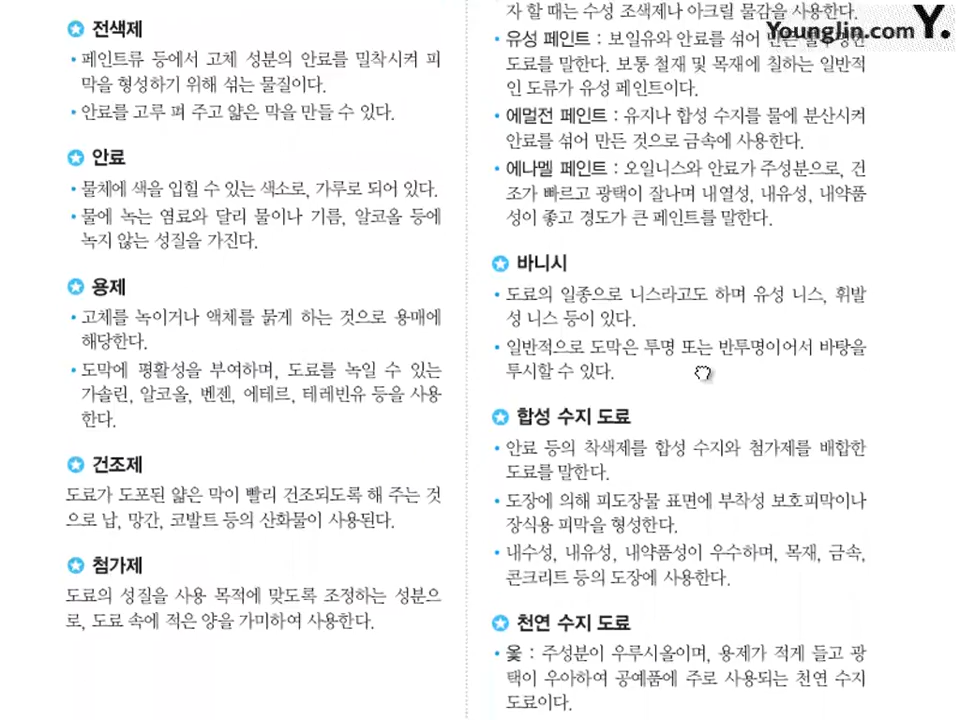 전색제
• 페인트류 등에서 고체 성분의 안료를 밀착시켜 피
막을 형성하기 위해 섞는 물질이다.
• 안료를 고루 펴 주고 얇은 막을 만들 수 있다.
안료
• 물체에 색을 입힐 수 있는 색소로, 가루로 되어 있다.
• 물에 녹는 염료와 달리 물이나 기름, 알코올 등에
녹지 않는 성질을 가진다.
용제
• 고체를 녹이거나 액체를 묽게 하는 것으로 용매에
해당한다.
• 도막에 평활성을 부여하며, 도료를 녹일 수 있는
가솔린, 알코올, 벤젠, 에테르, 테레빈유 등을 사용
한다.
건조제
도료가 도포된 얇은 막이 빨리 건조되도록 해 주는 것
으로 납, 망간, 코발트 등의 산화물이 사용된다.
첨가제
도료의 성질을 사용 목적에 맞도록 조정하는 성분으
로, 도료 속에 적은 양을 가미하여 사용한다.
자 할 때는 수성 조색제나 아크릴 물감을 사용한다.
Younglin.com Y.
• 유성 페인트 : 보일유와 안료를 섞어 만든
도료를 말한다. 보통 철재 및 목재에 칠하는 일반적
인 도류가 유성 페인트이다.
• 에멀전 페인트 : 유지나 합성 수지를 물에 분산시켜
안료를 섞어 만든 것으로 금속에 사용한다.
• 에나멜 페인트 : 오일니스와 안료가 주성분으로, 건
조가 빠르고 광택이 잘나며 내열성, 내유성, 내약품
성이 좋고 경도가 큰 페인트를 말한다.
바니시
• 도료의 일종으로 니스라고도 하며 유성 니스, 휘발
성 니스 등이 있다.
• 일반적으로 도막은 투명 또는 반투명이어서 바탕을
투시할 수 있다.
합성 수지 도료
• 안료 등의 착색제를 합성 수지와 첨가제를 배합한
도료를 말한다.
• 도장에 의해 피도장물 표면에 부착성 보호피막이나
장식용 피막을 형성한다.
• 내수성, 내유성, 내약품성이 우수하며, 목재, 금속,
콘크리트 등의 도장에 사용한다.
천연 수지 도료
• 옻 : 주성분이 우루시올이며, 용제가 적게 들고 광
택이 우아하여 공예품에 주로 사용되는 천연 수지
도료이다.